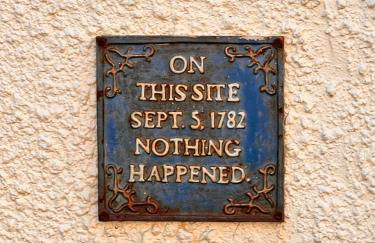 ON
THIS SITE
SEPT. 5, 1782
NOTHING
HAPPENED.